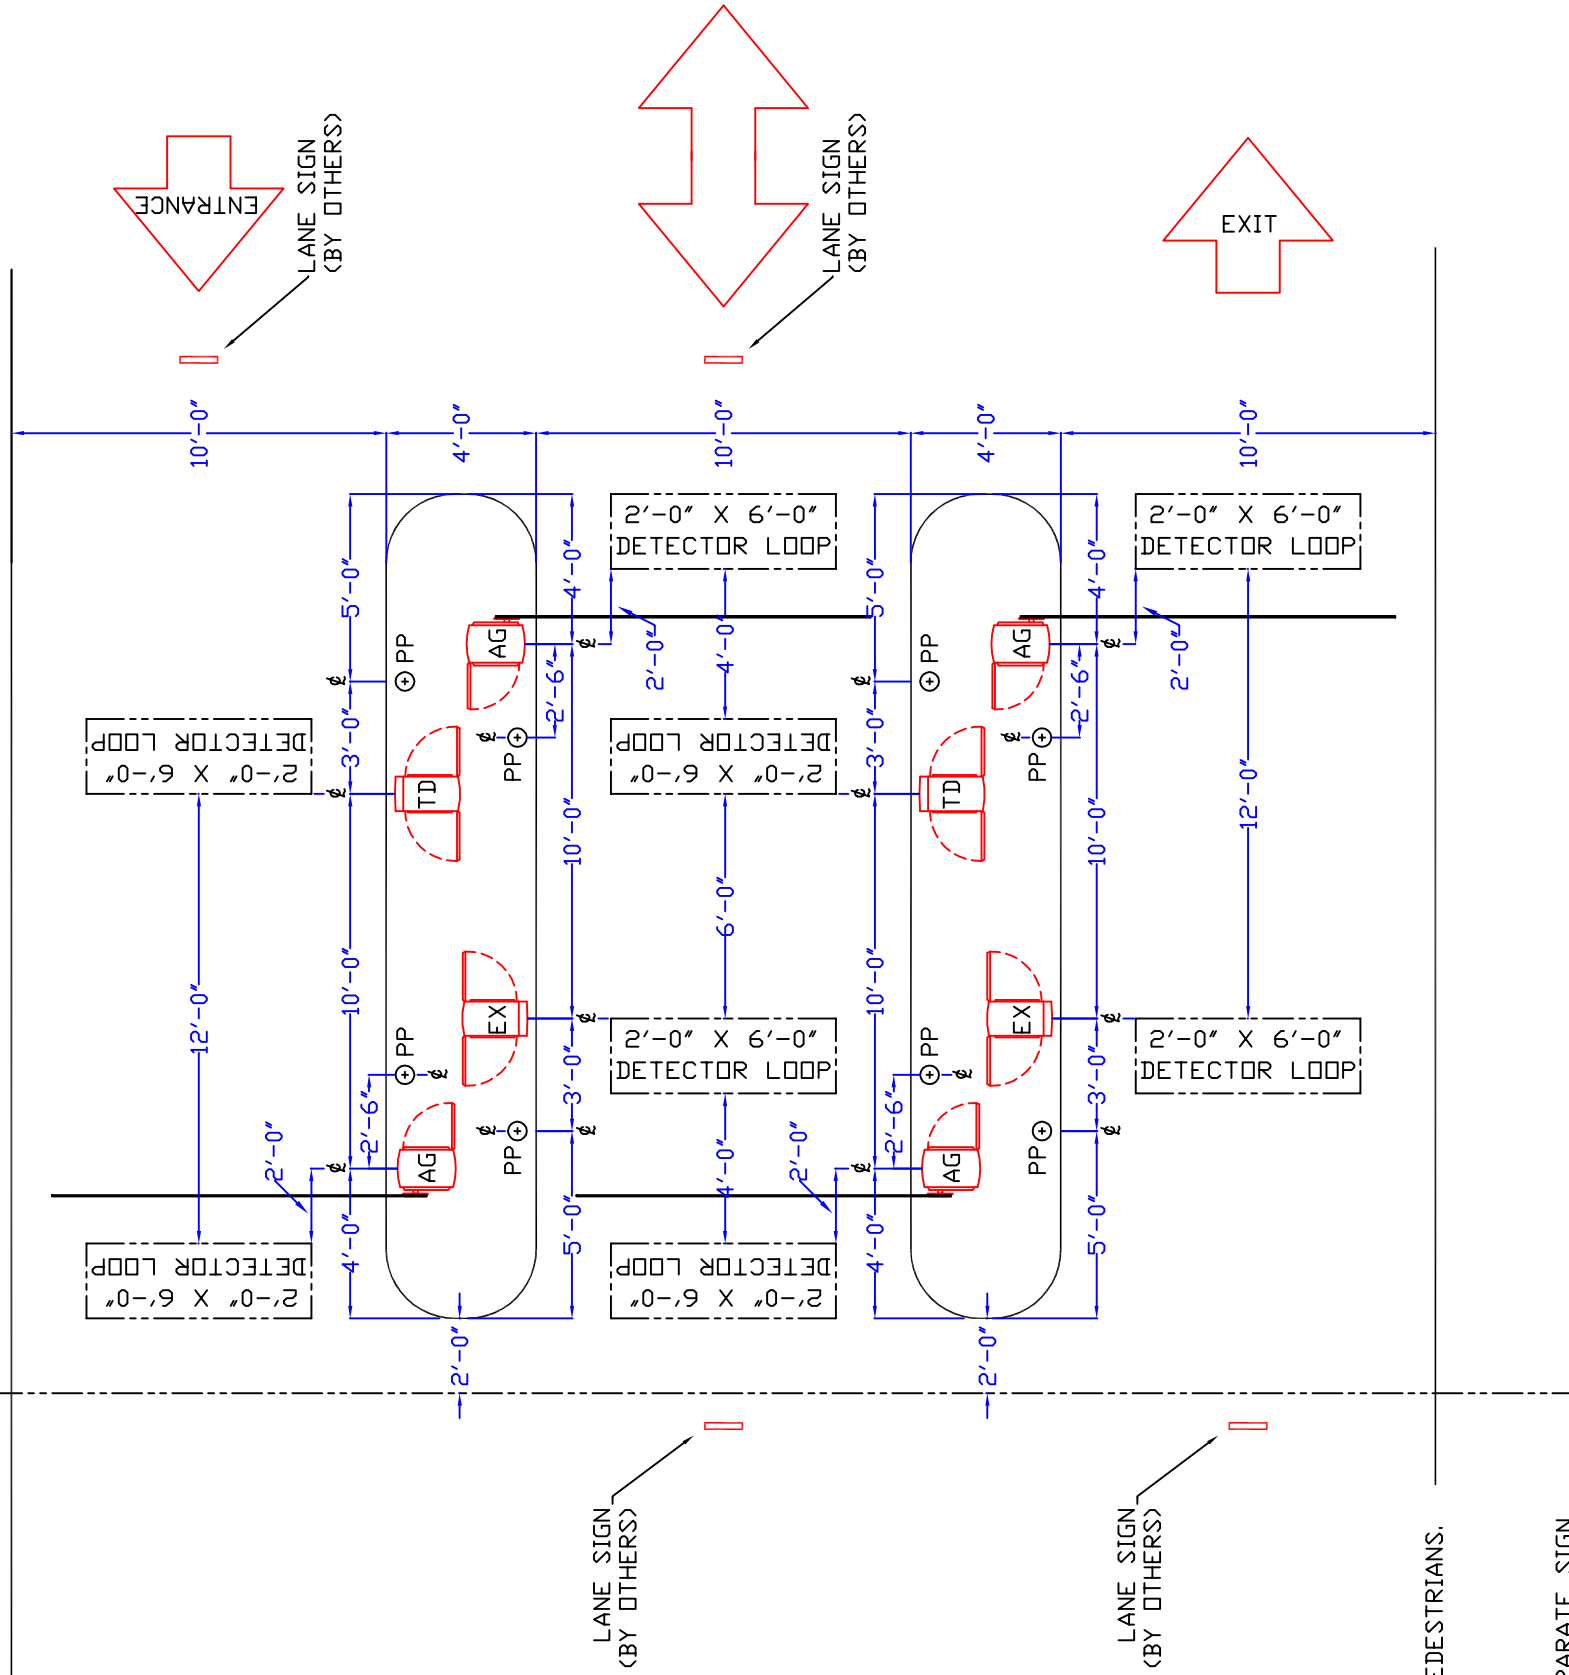 ENTRANCE
LANE SIGN
(BY OTHERS)
LANE SIGN
(BY OTHERS)
EXIT
10'-0"
4'-0"
10'-0"
4'-0"
10'-0"
5'-0"
4'-0"
2'-0" X 6'-0"
DETECTOR LOOP
5'-0"
4'-0"
2'-0" X 6'-0"
DETECTOR LOOP
℄
PP
AG
℄
2'-0"
4'-0"
℄
PP
AG
℄
2'-0"
2'-0" X 6'-0"
DETECTOR LOOP
3'-0"
℄
PP
2'-6"
2'-0" X 6'-0"
DETECTOR LOOP
3'-0"
℄
PP
2'-6"
℄
TD
℄
TD
10'-0"
10'-0"
12'-0"
12'-0"
10'-0"
6'-0"
10'-0"
EX
℄
2'-0" X 6'-0"
DETECTOR LOOP
EX
℄
2'-0" X 6'-0"
DETECTOR LOOP
PP
℄
3'-0"
PP
℄
3'-0"
2'-6"
℄
PP
℄
2'-6"
PP
℄
2'-0"
℄
AG
4'-0"
2'-0"
℄
AG
2'-0" X 6'-0"
DETECTOR LOOP
4'-0"
5'-0"
2'-0" X 6'-0"
DETECTOR LOOP
4'-0"
5'-0"
2'-0"
2'-0"
LANE SIGN
(BY OTHERS)
LANE SIGN
(BY OTHERS)
EDESTRIANS.
PARATE SIGN